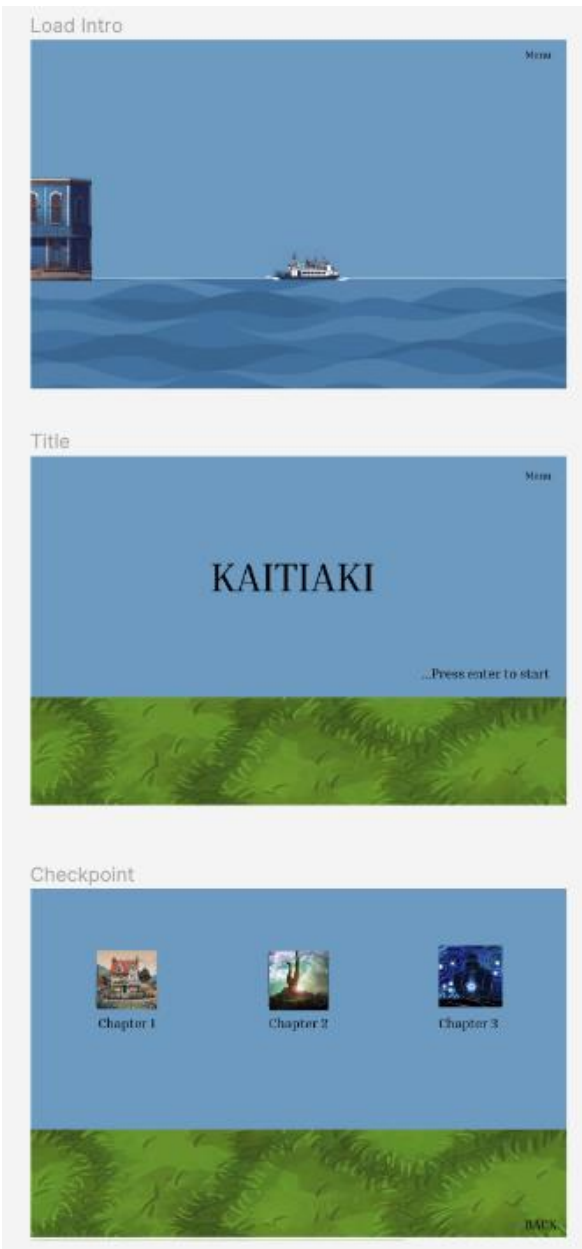 Load Intro
Menu
Title
Menu
KAITIAKI
...Press enter to start
Checkpoint
Chapter 1
Chapter 2
Chapter 3
BACK